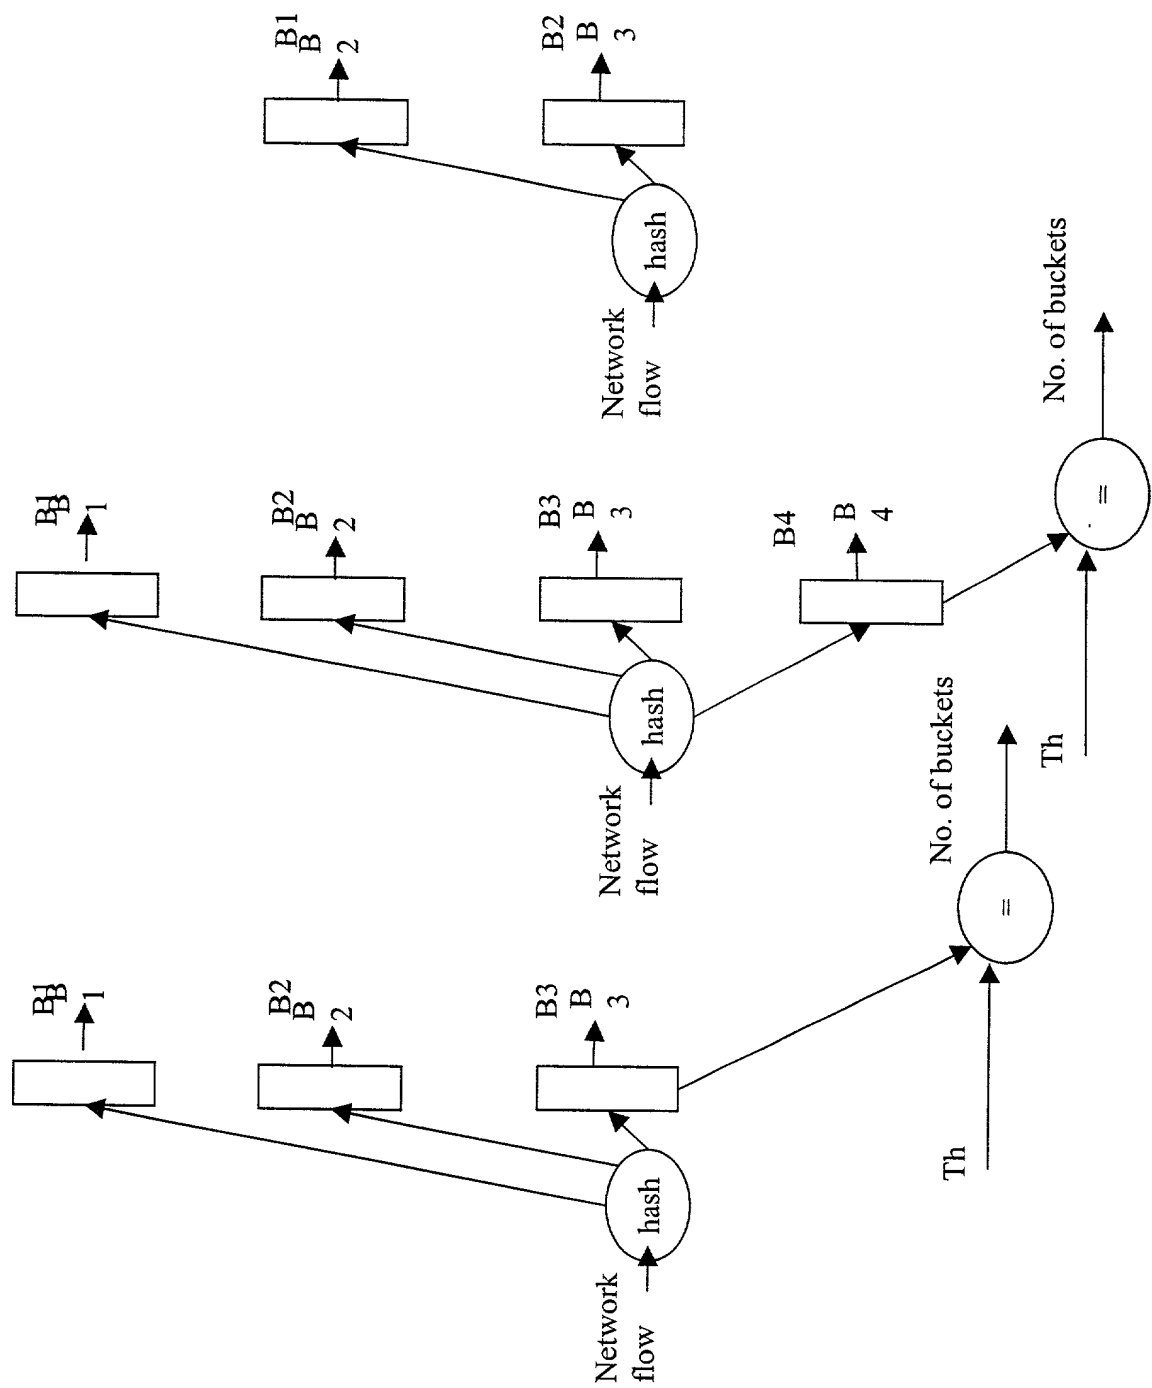 B1
B
1
B2
B
2
B3
B
3
Network
flow
hash
Th
No. of buckets
=
B1
B
1
B2
B
2
B3
B
3
B4
B
4
Network
flow
hash
Th
No. of buckets
=
B1
B
2
B2
B
3
Network
flow
hash